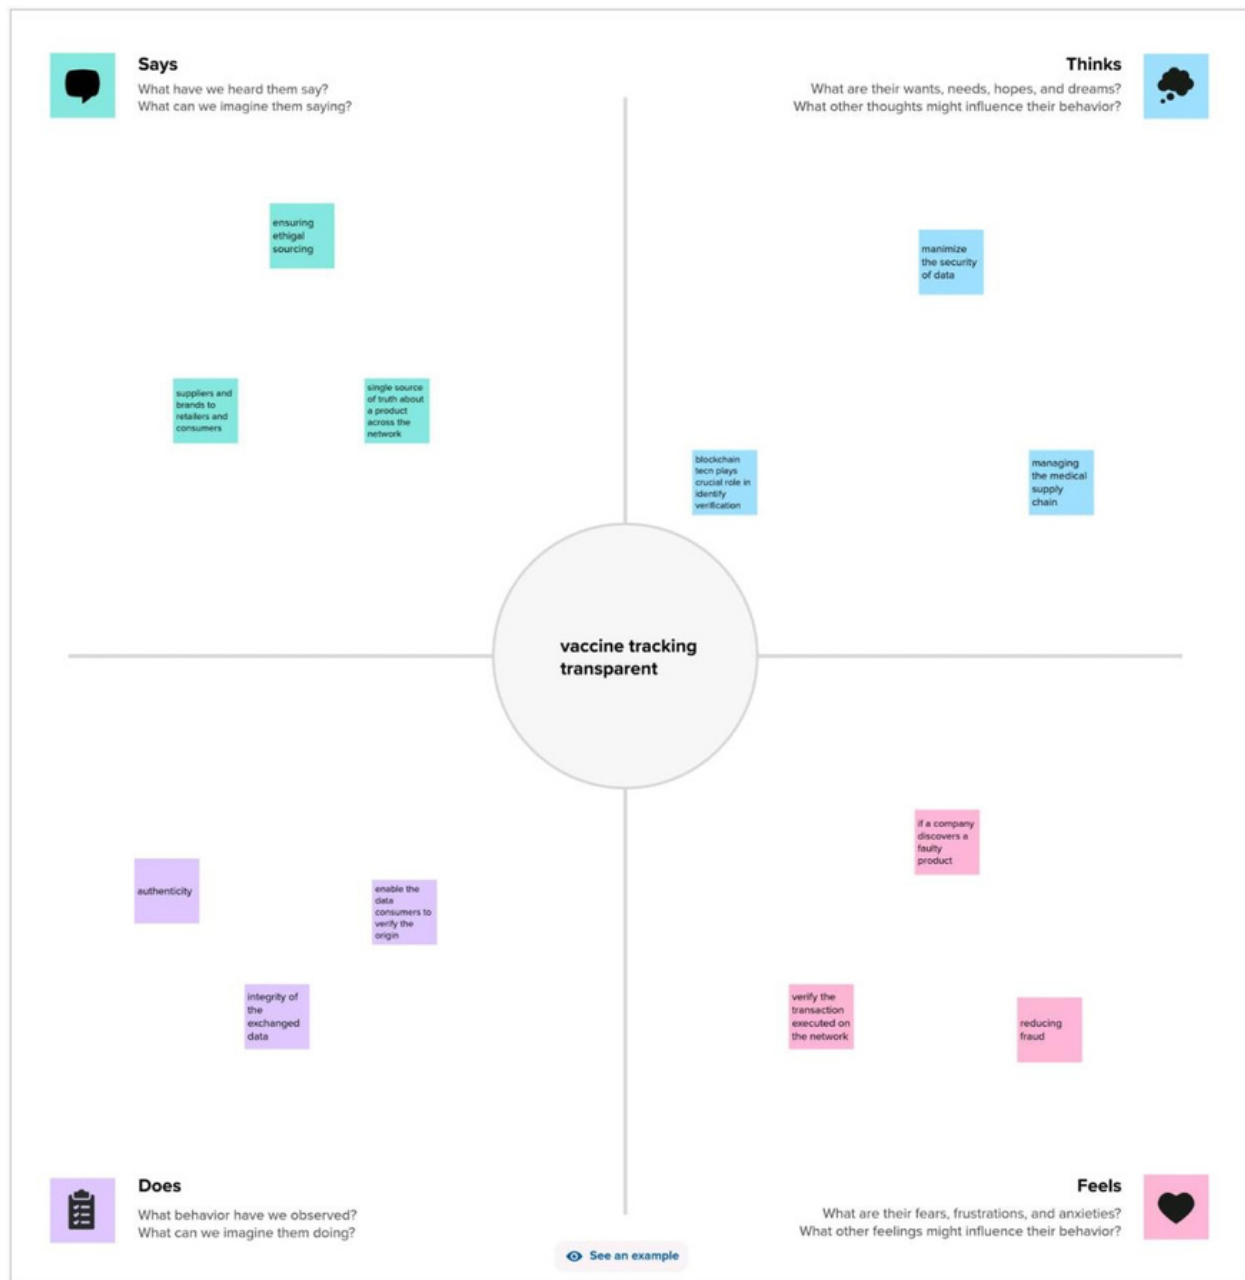 Says
What have we heard them say?
What can we imagine them saying?
Thinks
What are their wants, needs, hopes, and dreams?
What other thoughts might influence their behavior?
ensuring
ethigal
sourcing
suppliers and
brands to
retailers and
consumers
single source
of truth about
a product
across the
network
manimize
the security
of data
blockchain
tecn plays
crucial role in
identify
verification
managing
the medical
supply
chain
vaccine tracking
transparent
authenticity
enable the
data
consumers to
verify the
origin
integrity of
the
exchanged
data
if a company
discovers a
faulty
product
verify the
transaction
executed on
the network
reducing
fraud
Does
What behavior have we observed?
What can we imagine them doing?
Feels
What are their fears, frustrations, and anxieties?
What other feelings might influence their behavior?
See an example